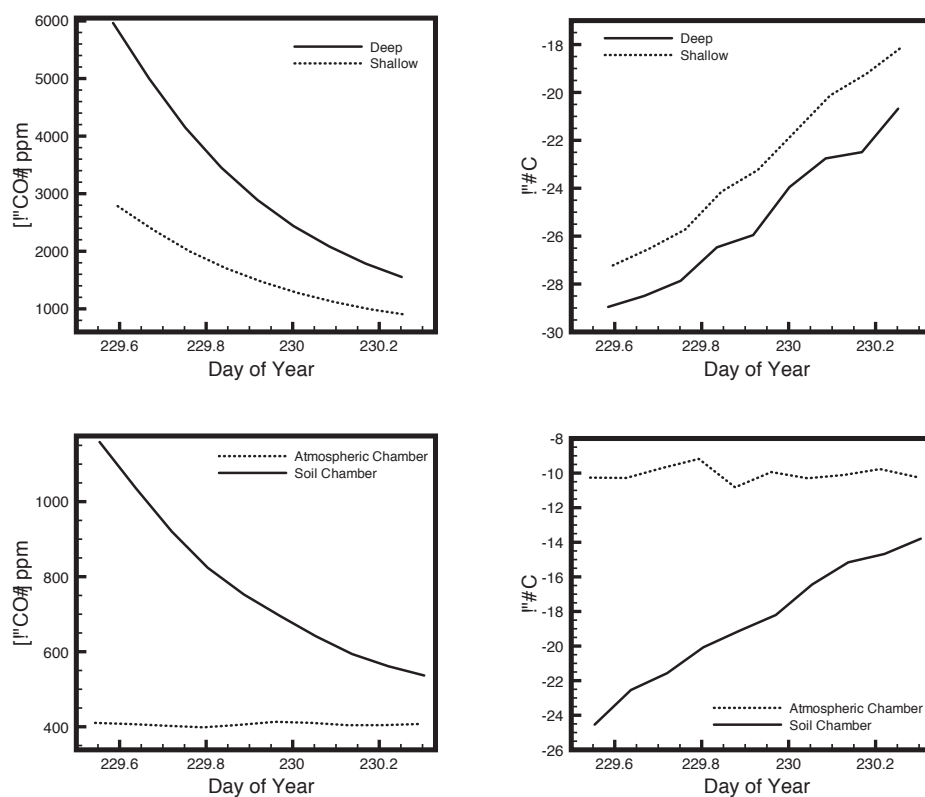 6000
5000
4000
3000
2000
1000
[!"CO#] ppm
Deep
Shallow
229.6 229.8 230 230.2
Day of Year
-18
-20
-22
-24
-26
-28
-30
!"#C
Deep
Shallow
229.6 229.8 230 230.2
Day of Year
1000
800
600
400
[!"CO#] ppm
Atmospheric Chamber
Soil Chamber
229.6 229.8 230 230.2
Day of Year
-8
-10
-12
-14
-16
-18
-20
-22
-24
-26
!"#C
Atmospheric Chamber
Soil Chamber
229.6 229.8 230 230.2
Day of Year